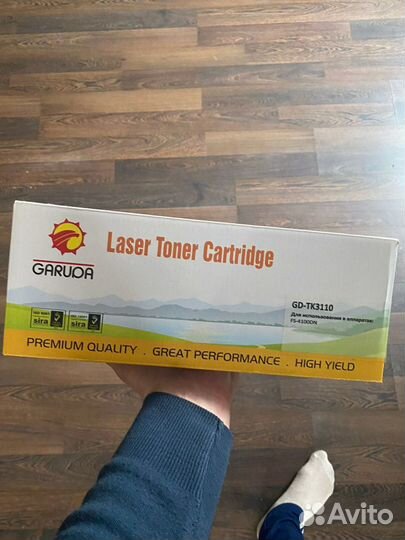 Laser Toner Cartridge
GARUDA
GD-TK3110
Для использования в аппаратах:
FS-4100DN
sira
sira
PREMIUM QUALITY . GREAT PERFORMANCE . HIGH YIELD
Avito